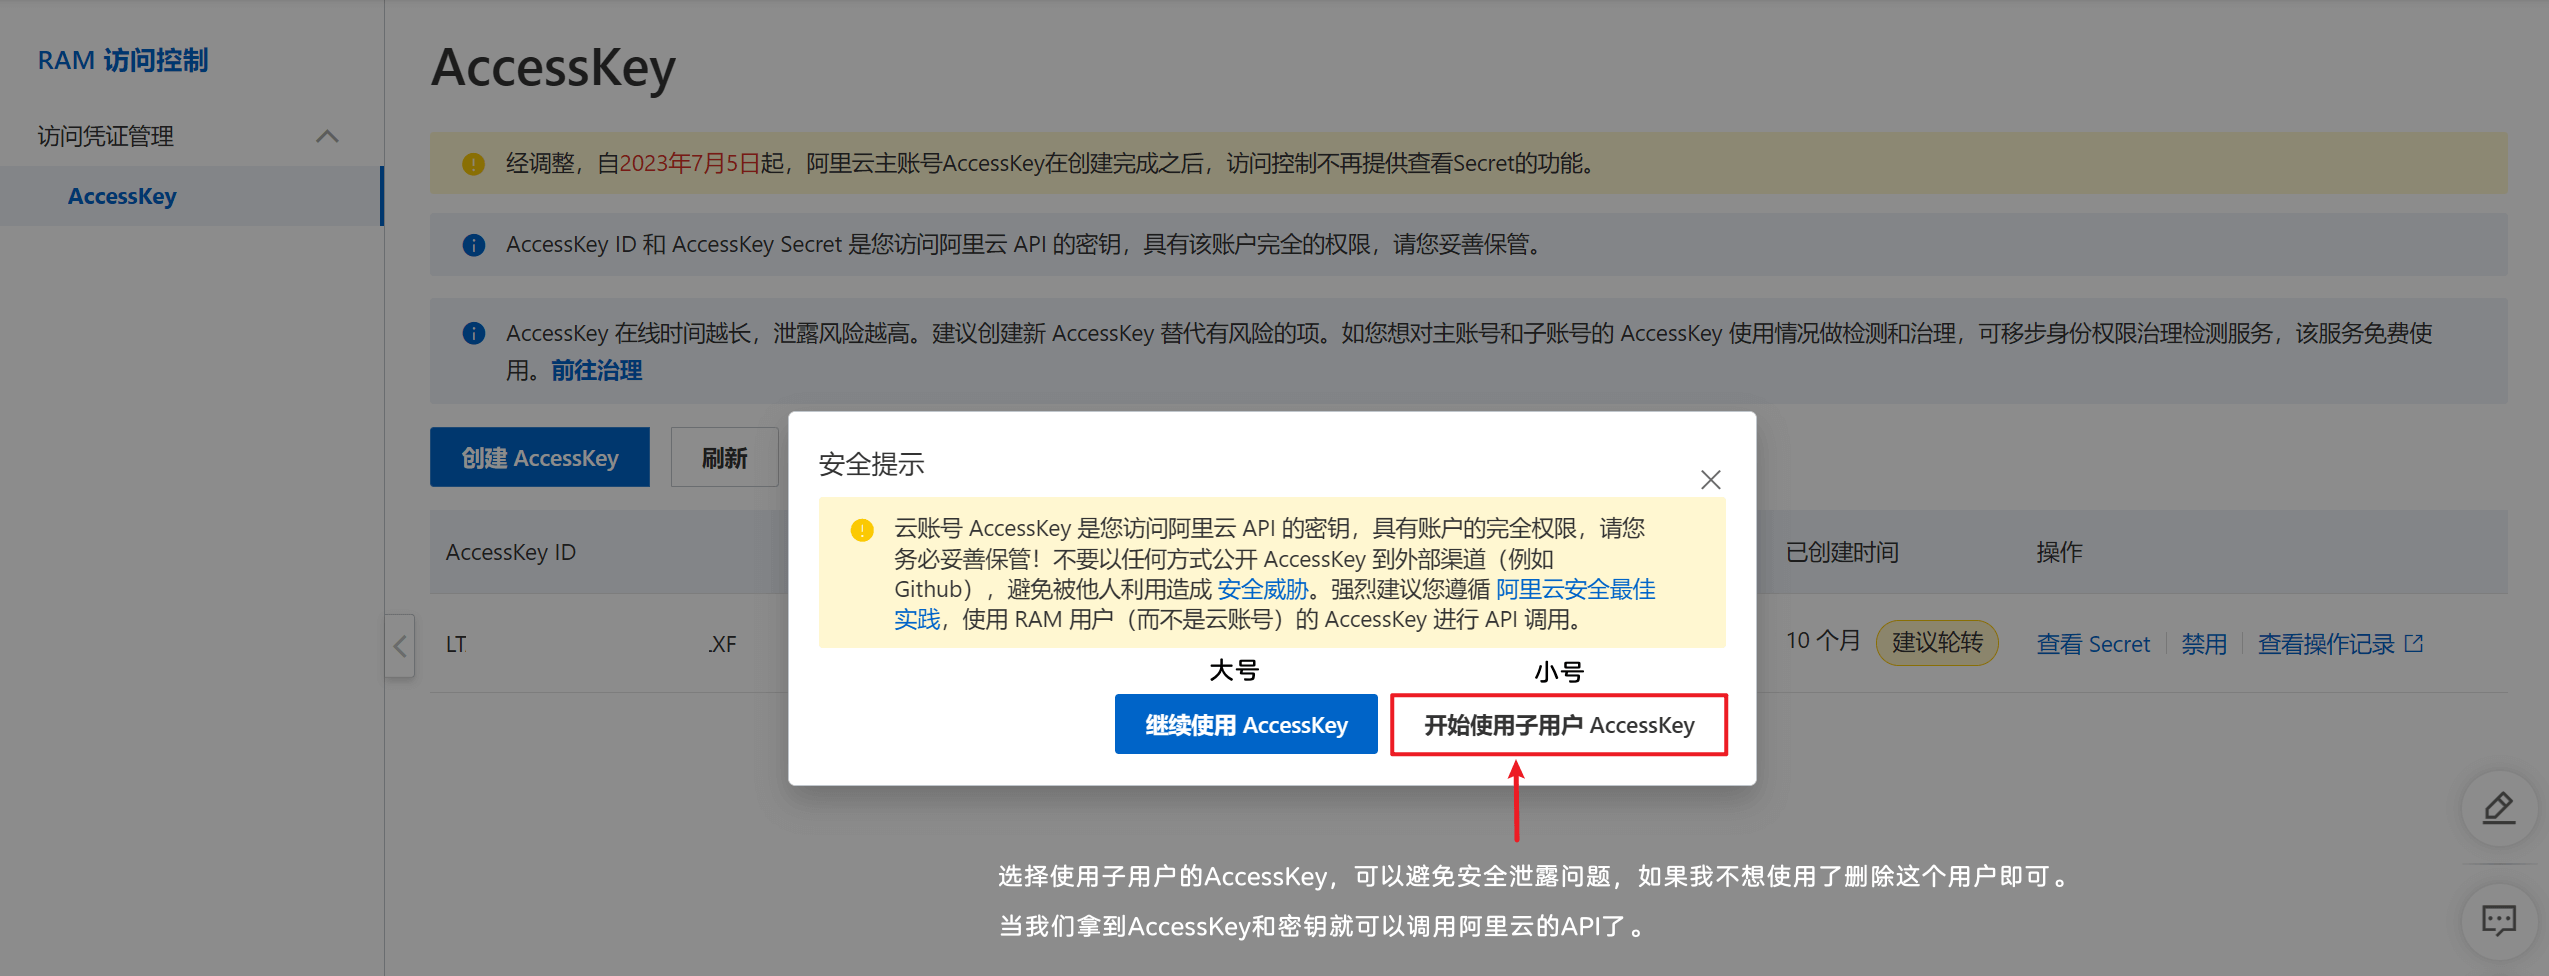 RAM 访问控制
访问凭证管理
AccessKey
AccessKey
经调整，自2023年7月5日起，阿里云主账号AccessKey在创建完成之后，访问控制不再提供查看Secret的功能。
AccessKey ID 和 AccessKey Secret 是您访问阿里云 API 的密钥，具有该账户完全的权限，请您妥善保管。
AccessKey 在线时间越长，泄露风险越高。建议创建新 AccessKey 替代有风险的项。如您想对主账号和子账号的 AccessKey 使用情况做检测和治理，可移步身份权限治理检测服务，该服务免费使
用。前往治理
创建 AccessKey
刷新
AccessKey ID
已创建时间
操作
LT
.XF
10 个月
建议轮转
查看 Secret
禁用
查看操作记录
安全提示
云账号 AccessKey 是您访问阿里云 API 的密钥，具有账户的完全权限，请您
务必妥善保管！不要以任何方式公开 AccessKey 到外部渠道（例如
Github），避免被他人利用造成 安全威胁。强烈建议您遵循 阿里云安全最佳
实践，使用 RAM 用户（而不是云账号）的 AccessKey 进行 API 调用。
大号
小号
继续使用 AccessKey
开始使用子用户 AccessKey
选择使用子用户的AccessKey，可以避免安全泄露问题，如果我不想使用了删除这个用户即可。
当我们拿到AccessKey和密钥就可以调用阿里云的API了。